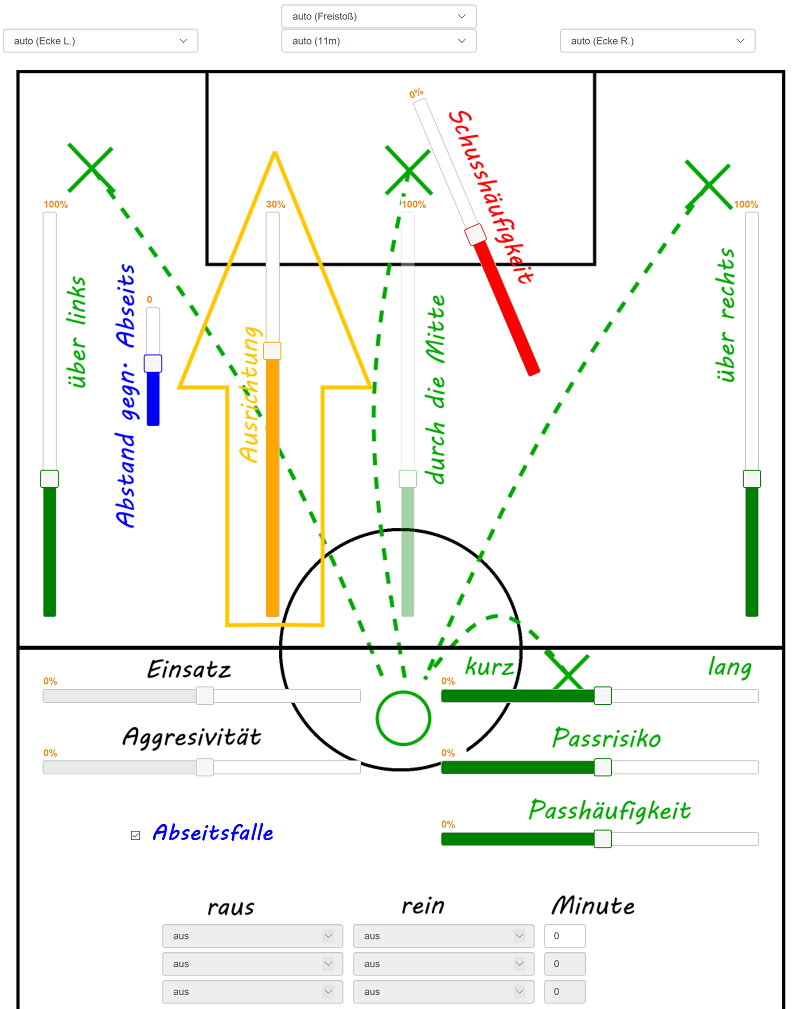 auto (Freistoß)
auto (Ecke L.)
auto (11m)
auto (Ecke R.)
0%
Schusshäufigkeit
100%
30%
100%
100%
über links
0
Abstand gegn. Abseits
Ausrichtung
durch die Mitte
über rechts
Einsatz
kurz
lang
0%
0%
Aggresivität
Passrisiko
0%
0%
Passhäufigkeit
0%
Abseitsfalle
raus rein Minute
aus aus 0
aus aus 0
aus aus 0